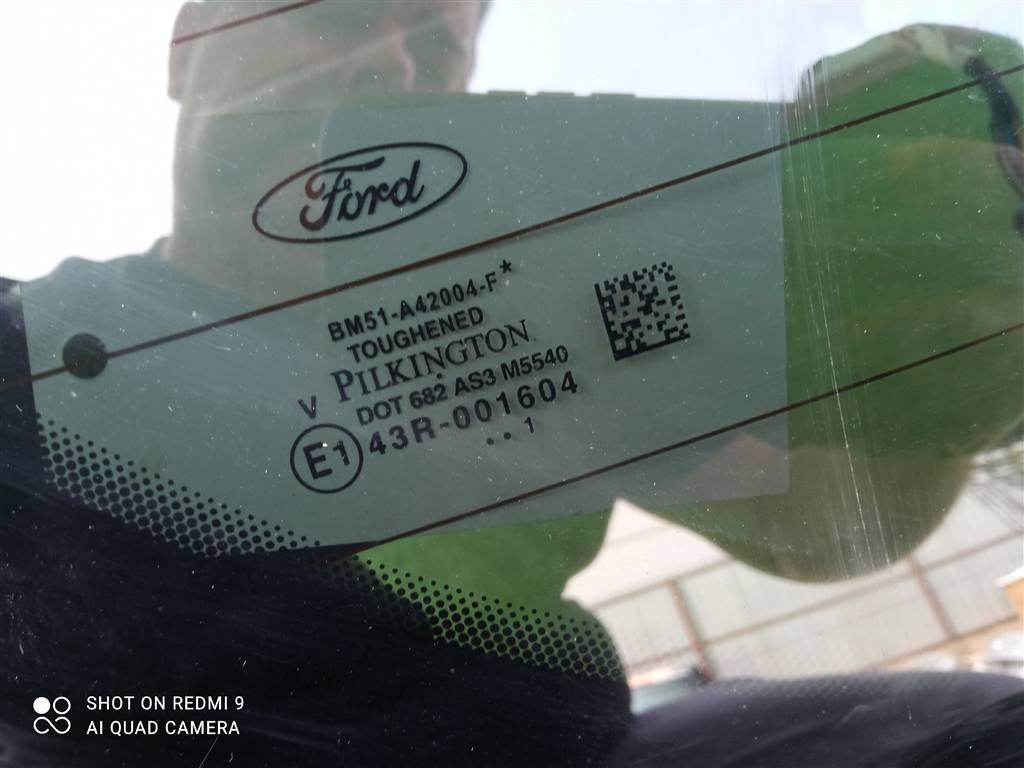 Ford
BM51-A42004-F*
TOUGHENED
PILKINGTON
V
DOT 682 AS3 M5540
E1 43R-001604
..1
SHOT ON REDMI 9
AI QUAD CAMERA